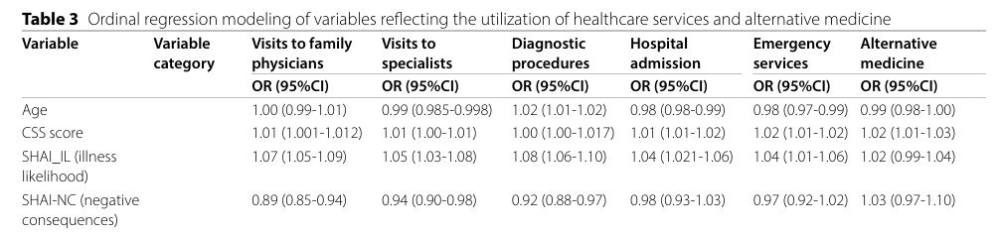 Table 3 Ordinal regression modeling of variables reflecting the utilization of healthcare services and alternative medicine
Variable Variable category Visits to family physicians Visits to specialists Diagnostic procedures Hospital admission Emergency services Alternative medicine
OR (95%CI) OR (95%CI) OR (95%CI) OR (95%CI) OR (95%CI) OR (95%CI)
Age 1.00 (0.99-1.01) 0.99 (0.985-0.998) 1.02 (1.01-1.02) 0.98 (0.98-0.99) 0.98 (0.97-0.99) 0.99 (0.98-1.00)
CSS score 1.01 (1.001-1.012) 1.01 (1.00-1.01) 1.00 (1.00-1.017) 1.01 (1.01-1.02) 1.02 (1.01-1.02) 1.02 (1.01-1.03)
SHAI_IL (illness likelihood) 1.07 (1.05-1.09) 1.05 (1.03-1.08) 1.08 (1.06-1.10) 1.04 (1.021-1.06) 1.04 (1.01-1.06) 1.02 (0.99-1.04)
SHAI-NC (negative consequences) 0.89 (0.85-0.94) 0.94 (0.90-0.98) 0.92 (0.88-0.97) 0.98 (0.93-1.03) 0.97 (0.92-1.02) 1.03 (0.97-1.10)